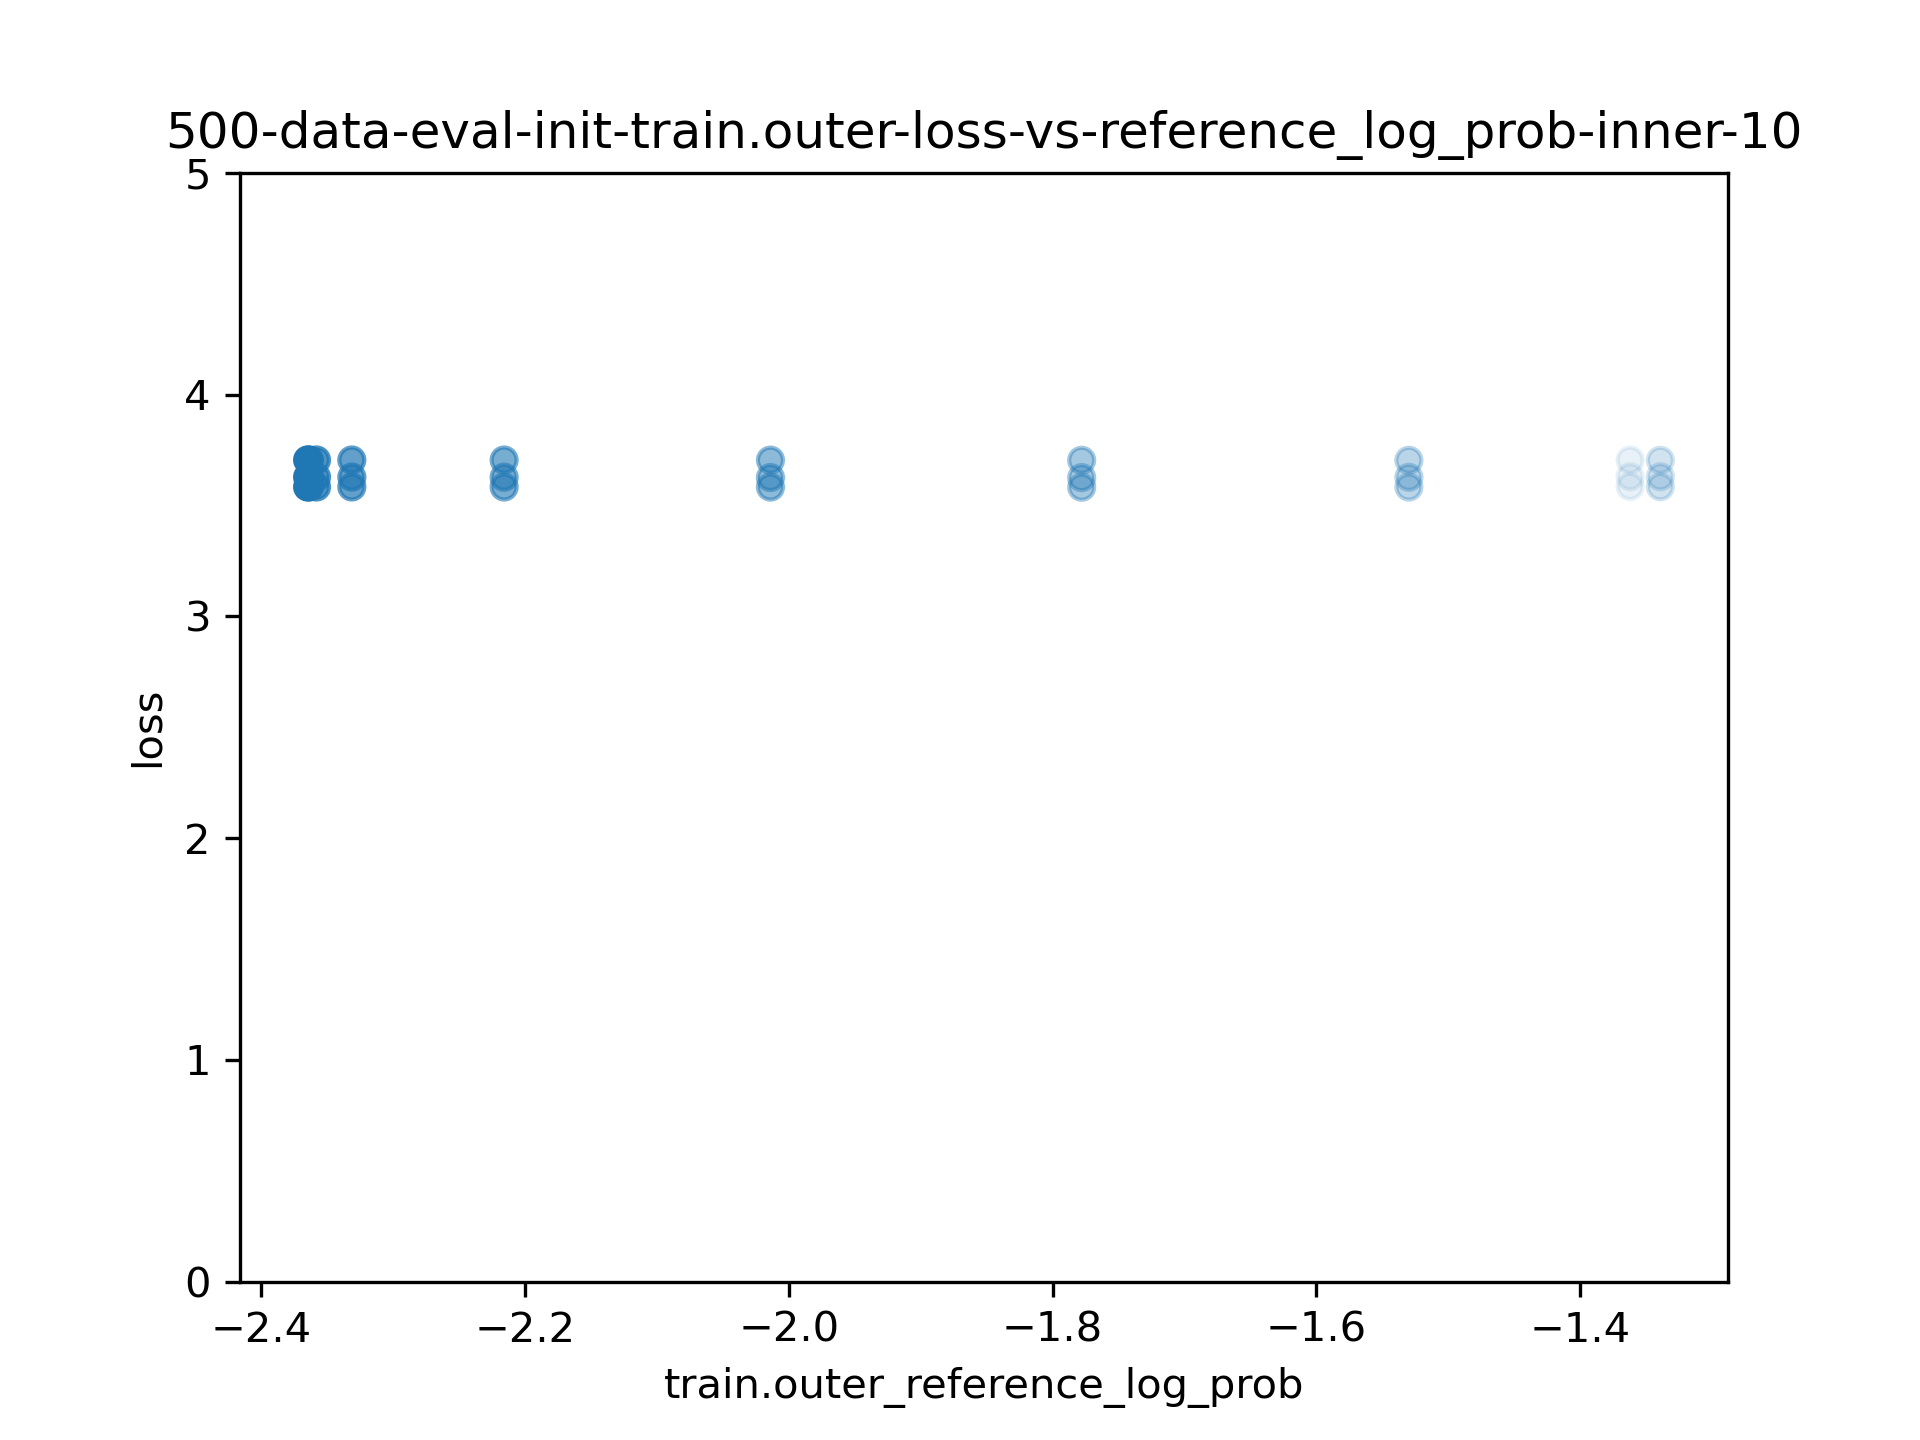 500-data-eval-init-train.outer-loss-vs-reference_log_prob-inner-10
5
4
3
2
1
0
loss
−2.4 −2.2 −2.0 −1.8 −1.6 −1.4
train.outer_reference_log_prob